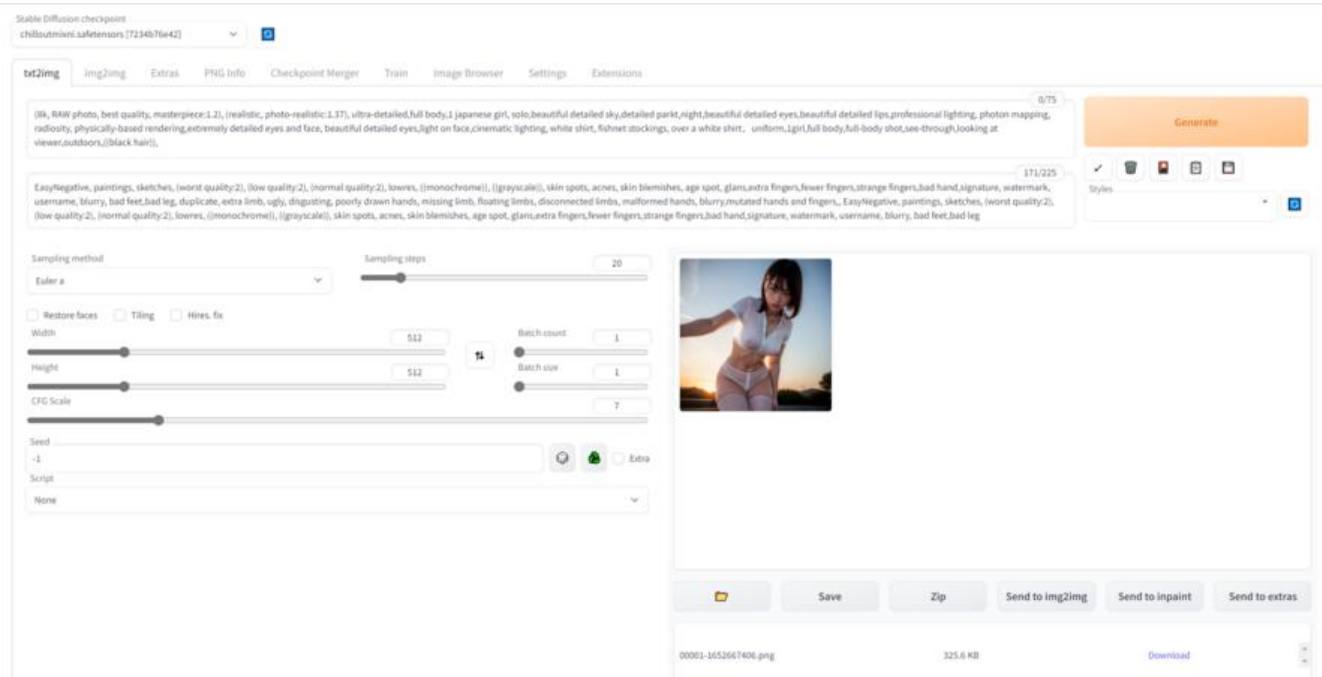 Stable Diffusion checkpoint
chilloutmixni.safetensors [7234b76e42]
txt2img img2img Extras PNG Info Checkpoint Merger Train Image Browser Settings Extensions
0/75
(8k, RAW photo, best quality, masterpiece:1.2), (realistic, photo-realistic:1.37), ultra-detailed,full body,1 japanese girl, solo,beautiful detailed sky,detailed parkt,night,beautiful detailed eyes,beautiful detailed lips,professional lighting, photon mapping,
radiosity, physically-based rendering,extremely detailed eyes and face, beautiful detailed eyes,light on face,cinematic lighting, white shirt, fishnet stockings, over a white shirt, uniform,1girl,full body,full-body shot,see-through,looking at
viewer,outdoors,((black hair)),
Generate
171/225
EasyNegative, paintings, sketches, (worst quality:2), (low quality:2), (normal quality:2), lowres, ((monochrome)), ((grayscale)), skin spots, acnes, skin blemishes, age spot, glans,extra fingers,fewer fingers,strange fingers,bad hand,signature, watermark,
username, blurry, bad feet,bad leg, duplicate, extra limb, ugly, disgusting, poorly drawn hands, missing limb, floating limbs, disconnected limbs, malformed hands, blurry,mutated hands and fingers,, EasyNegative, paintings, sketches, (worst quality:2),
(low quality:2), (normal quality:2), lowres, ((monochrome)), ((grayscale)), skin spots, acnes, skin blemishes, age spot, glans,extra fingers,fewer fingers,strange fingers,bad hand,signature, watermark, username, blurry, bad feet,bad leg
Styles
Sampling method
Euler a
Sampling steps
20
Restore faces Tiling Hires. fix
Width
512
Batch count
1
Height
512
Batch size
1
CFG Scale
7
Seed
-1
Extra
Script
None
Save Zip Send to img2img Send to inpaint Send to extras
00001-1652667406.png 325.6 KB Download